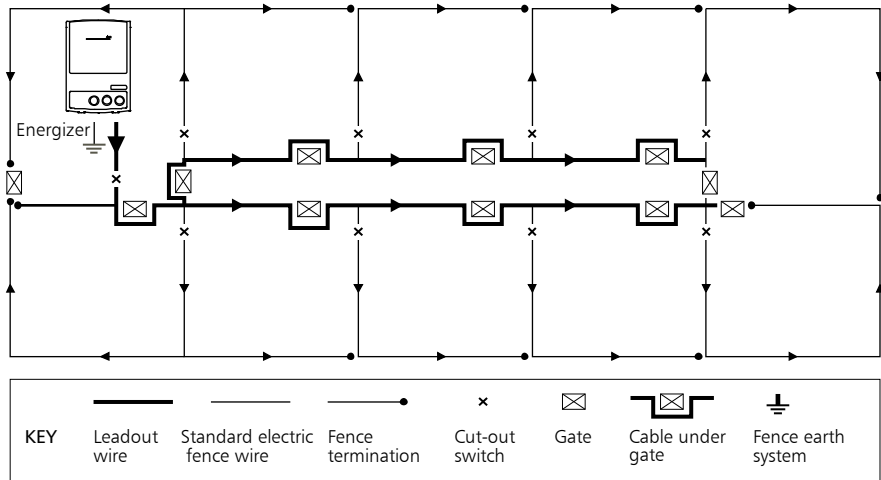 Energizer
KEY
Leadout
wire
Standard electric
fence wire
Fence
termination
Cut-out
switch
Gate
Cable under
gate
Fence earth
system